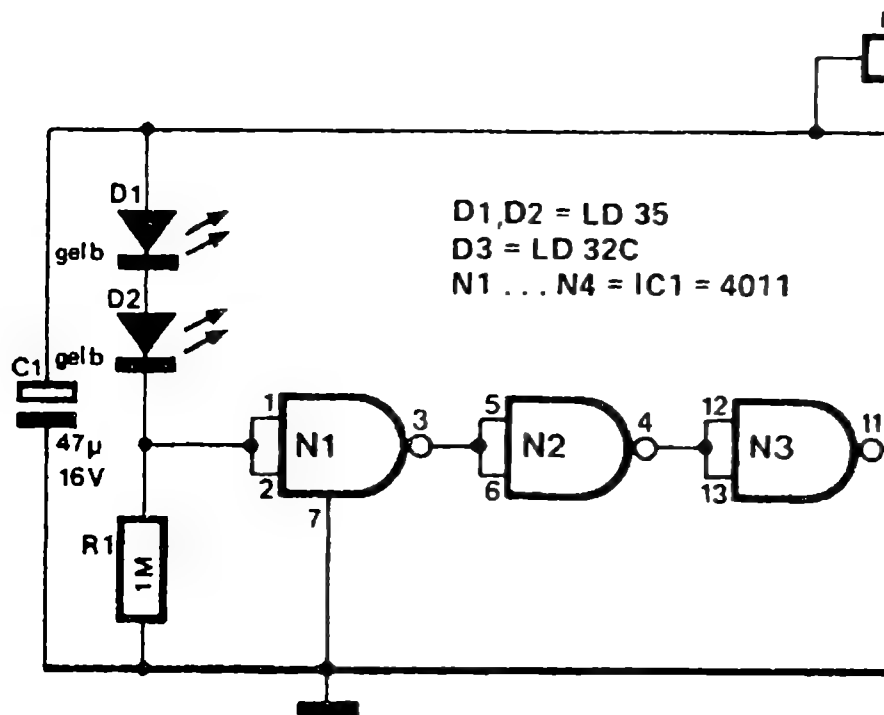 D1
gelb
D1,D2 = LD 35
D3 = LD 32C
N1 ... N4 = IC1 = 4011
D2
gelb
C1
47µ
16V
1
2
N1
3
7
5
6
N2
4
12
13
N3
11
R1
1M